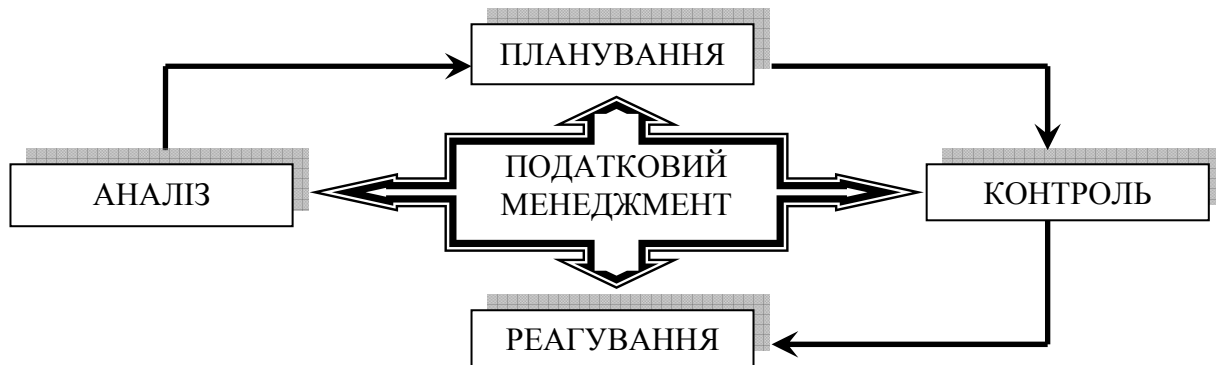 ПЛАНУВАННЯ
АНАЛІЗ
ПОДАТКОВИЙ
МЕНЕДЖМЕНТ
КОНТРОЛЬ
РЕАГУВАННЯ